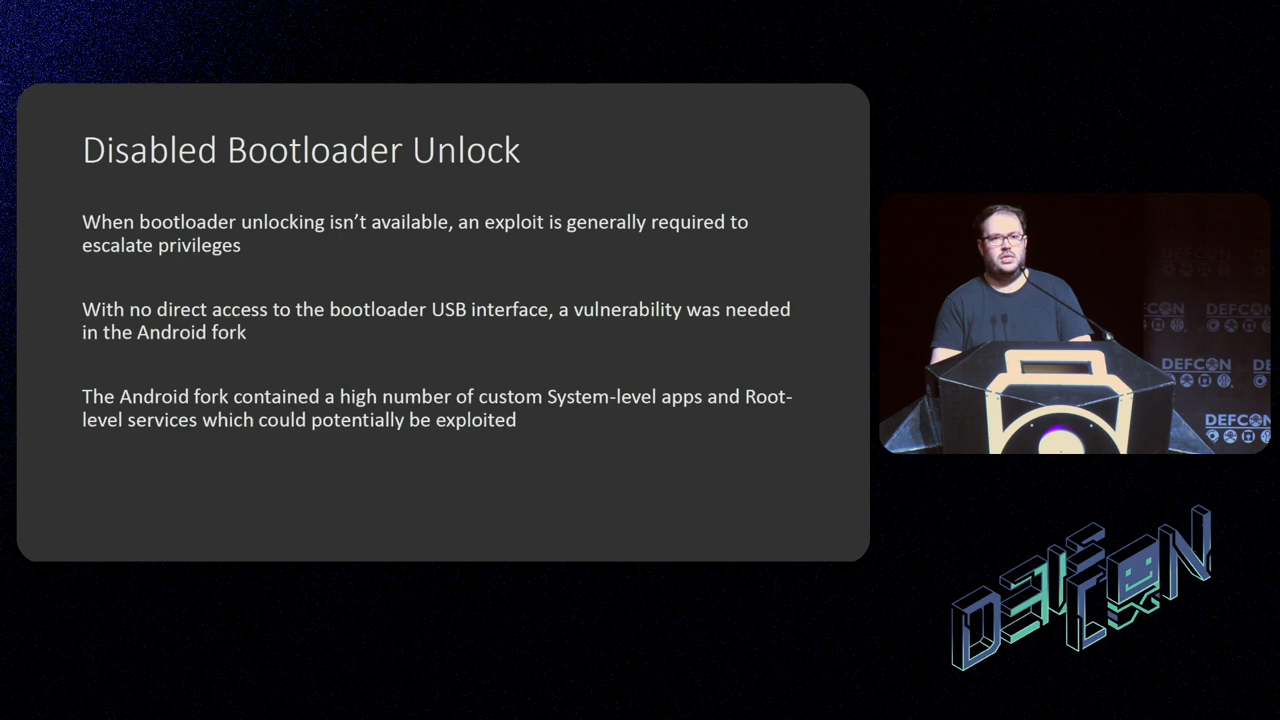 Disabled Bootloader Unlock
When bootloader unlocking isn’t available, an exploit is generally required to
escalate privileges
With no direct access to the bootloader USB interface, a vulnerability was needed
in the Android fork
The Android fork contained a high number of custom System-level apps and Root-
level services which could potentially be exploited
DEFCON
DEFCON
DEFCON
DEFCON